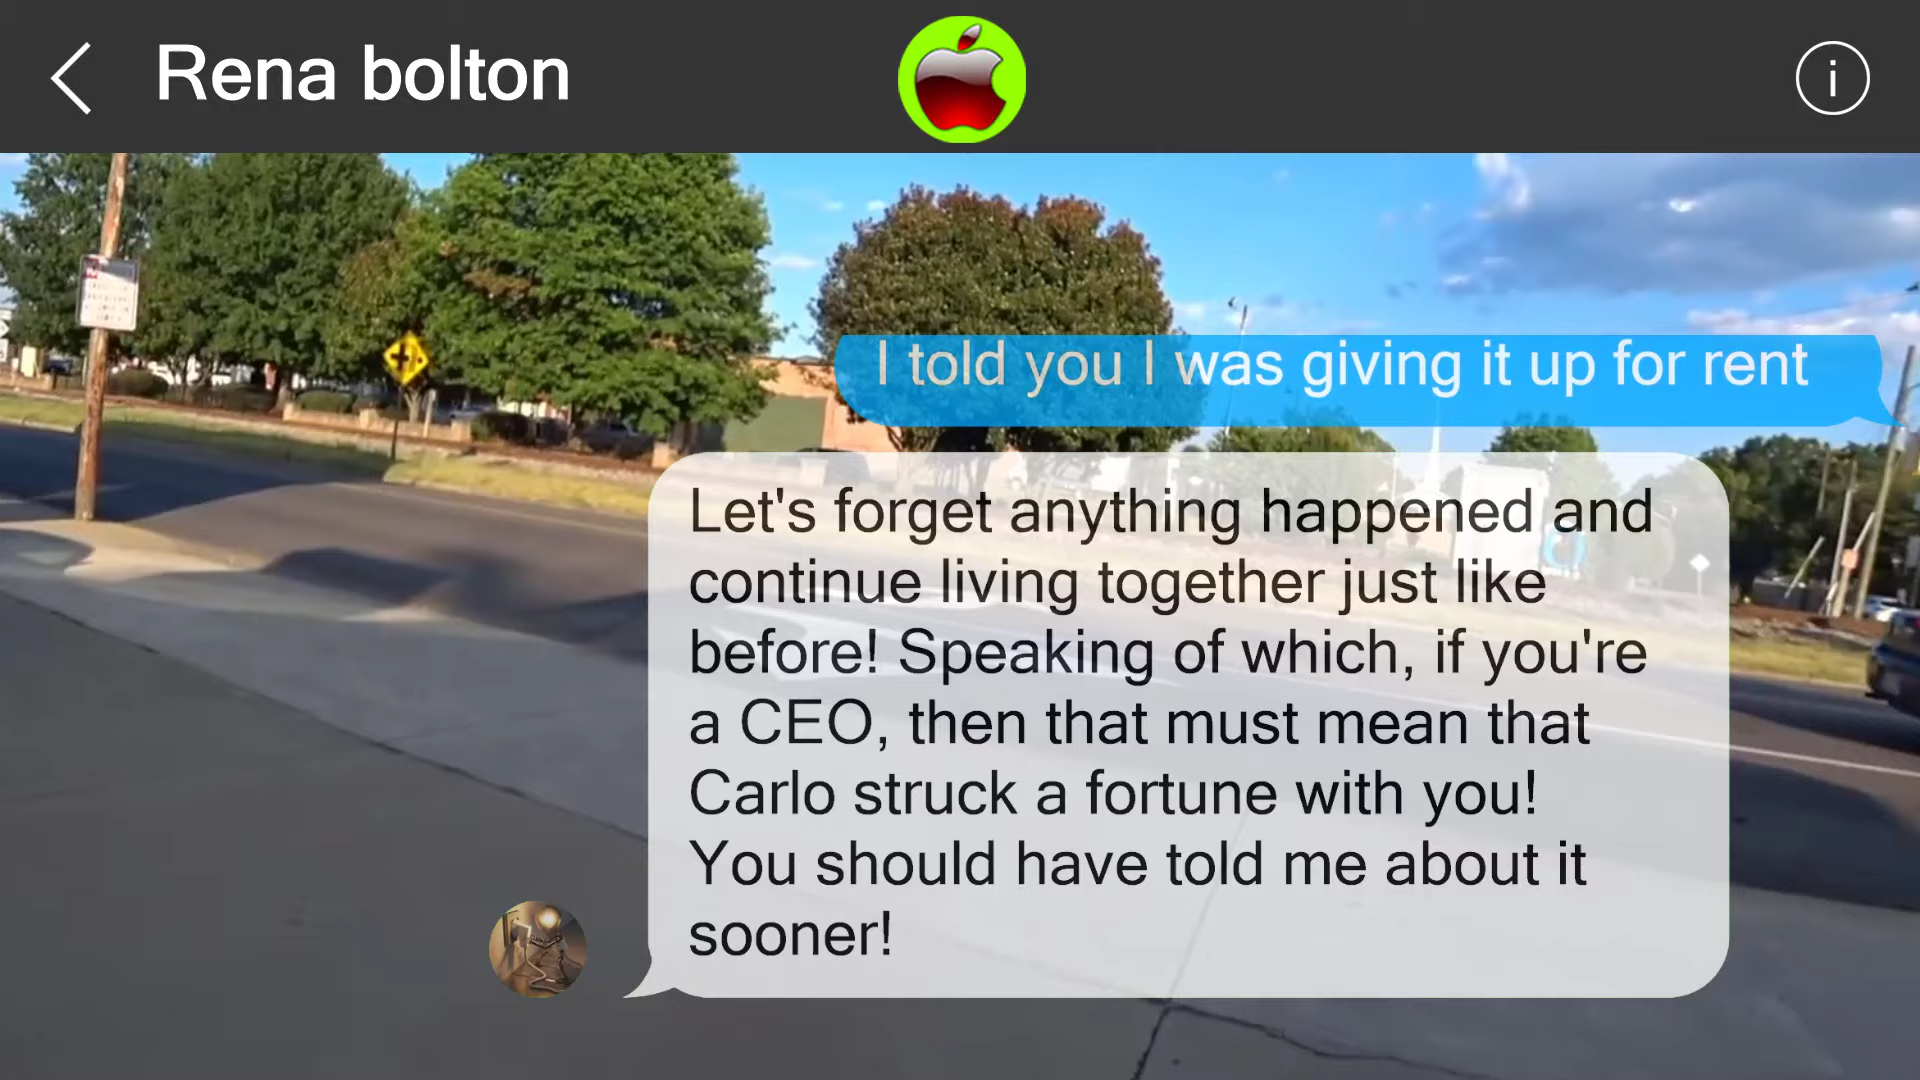 Rena bolton
I told you I was giving it up for rent
Let's forget anything happened and
continue living together just like
before! Speaking of which, if you're
a CEO, then that must mean that
Carlo struck a fortune with you!
You should have told me about it
sooner!